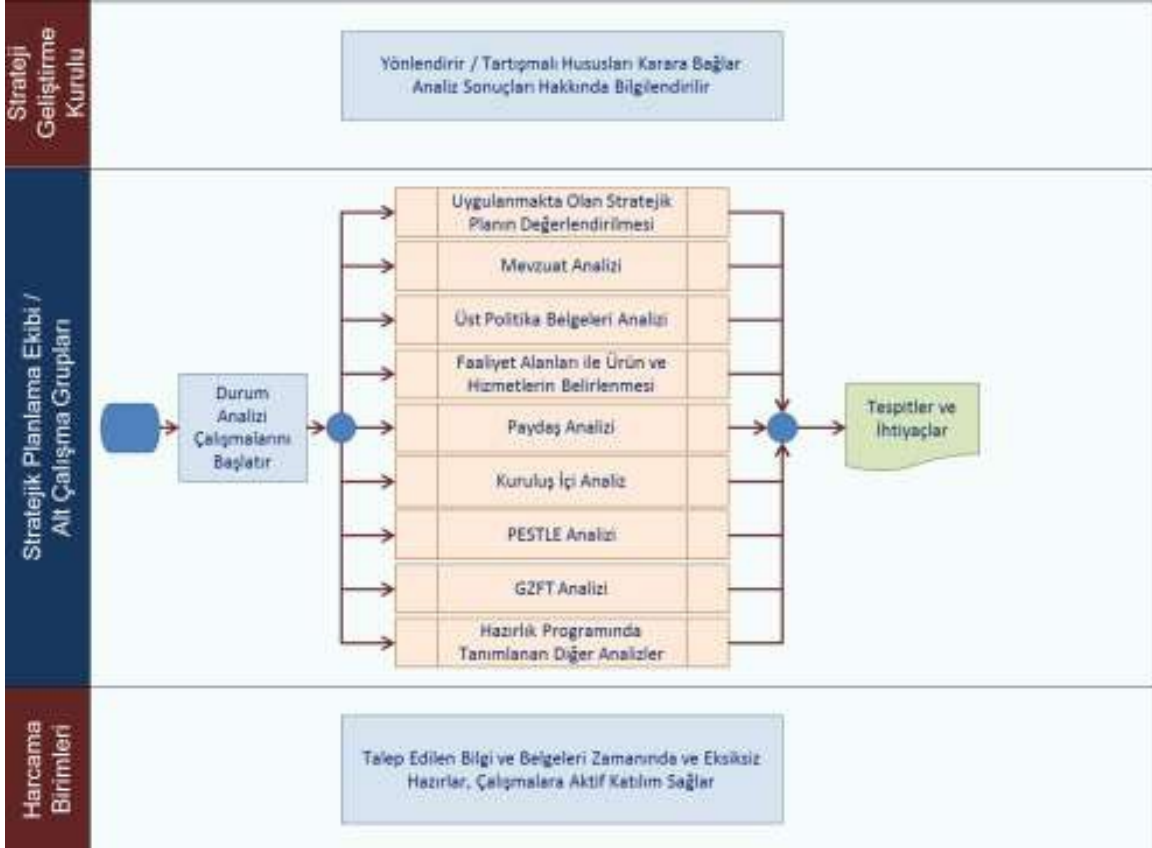 Strateji
Geliştirme
Kurulu
Yönlendirir / Tartışmalı Hususları Karara Bağlar
Analiz Sonuçları Hakkında Bilgilendirilir
Stratejik Planlama Ekibi /
Alt Çalışma Grupları
Durum
Analizi
Çalışmalarını
Başlatır
Uygulanmakta Olan Stratejik
Planın Değerlendirilmesi
Mevzuat Analizi
Üst Politika Belgeleri Analizi
Faaliyet Alanları ile Ürün ve
Hizmetlerin Belirlenmesi
Paydaş Analizi
Kuruluş İçi Analiz
PESTLE Analizi
GZFT Analizi
Hazırlık Programında
Tanımlanan Diğer Analizler
Tespitler ve
İhtiyaçlar
Harcama
Birimleri
Talep Edilen Bilgi ve Belgeleri Zamanında ve Eksiksiz
Hazırlar, Çalışmalara Aktif Katılım Sağlar